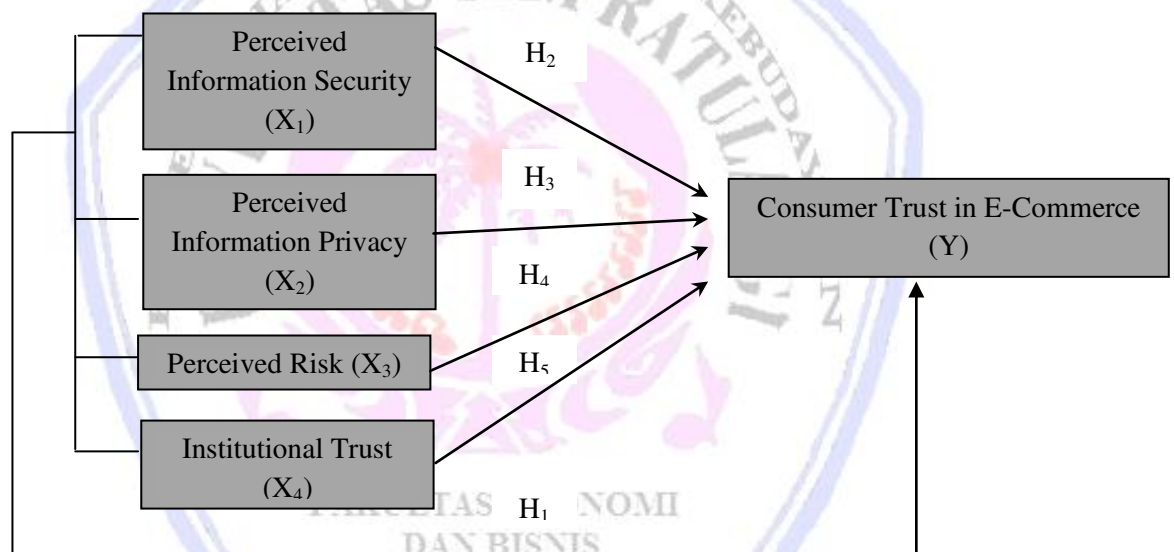 Perceived
Information Security
(X₁)
H₂
Perceived
Information Privacy
(X₂)
H₃
Consumer Trust in E-Commerce
(Y)
H₄
Perceived Risk (X₃)
H₅
Institutional Trust
(X₄)
H₁
NOMI
DAN BISNIS